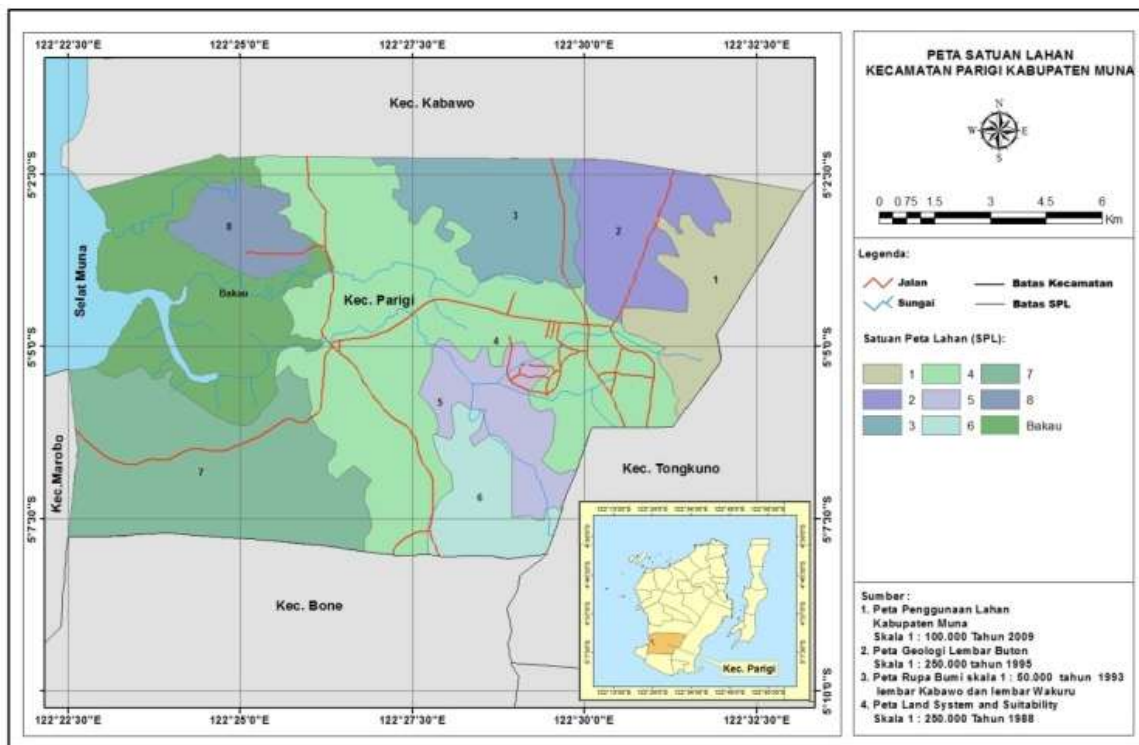 122°22'30"E 122°25'0"E 122°27'30"E 122°30'0"E 122°32'30"E
5°2'30"S
5°5'0"S
5°7'30"S
5°2'30"S
5°5'0"S
5°7'30"S
5°10'0"S
122°22'30"E 122°25'0"E 122°27'30"E 122°30'0"E 122°32'30"E
Kec. Kabawo
Selat Muna
8
3
2
1
Bakau
Kec. Parigi
4
5
7
6
Kec.Marobo
Kec. Tongkuno
Kec. Bone
Kec. Parigi
PETA SATUAN LAHAN
KECAMATAN PARIGI KABUPATEN MUNA
N
W E
S
0 0.75 1.5 3 4.5 6
Km
Legenda:
Jalan Batas Kecamatan
Sungai Batas SPL
Satuan Peta Lahan (SPL):
1 4 7
2 5 8
3 6 Bakau
Sumber :
1. Peta Penggunaan Lahan
Kabupaten Muna
Skala 1 : 100.000 Tahun 2009
2. Peta Geologi Lembar Buton
Skala 1 : 250.000 tahun 1995
3. Peta Rupa Bumi skala 1 : 50.000 tahun 1993
lembar Kabawo dan lembar Wakuru
4. Peta Land System and Suitability
Skala 1 : 250.000 Tahun 1988